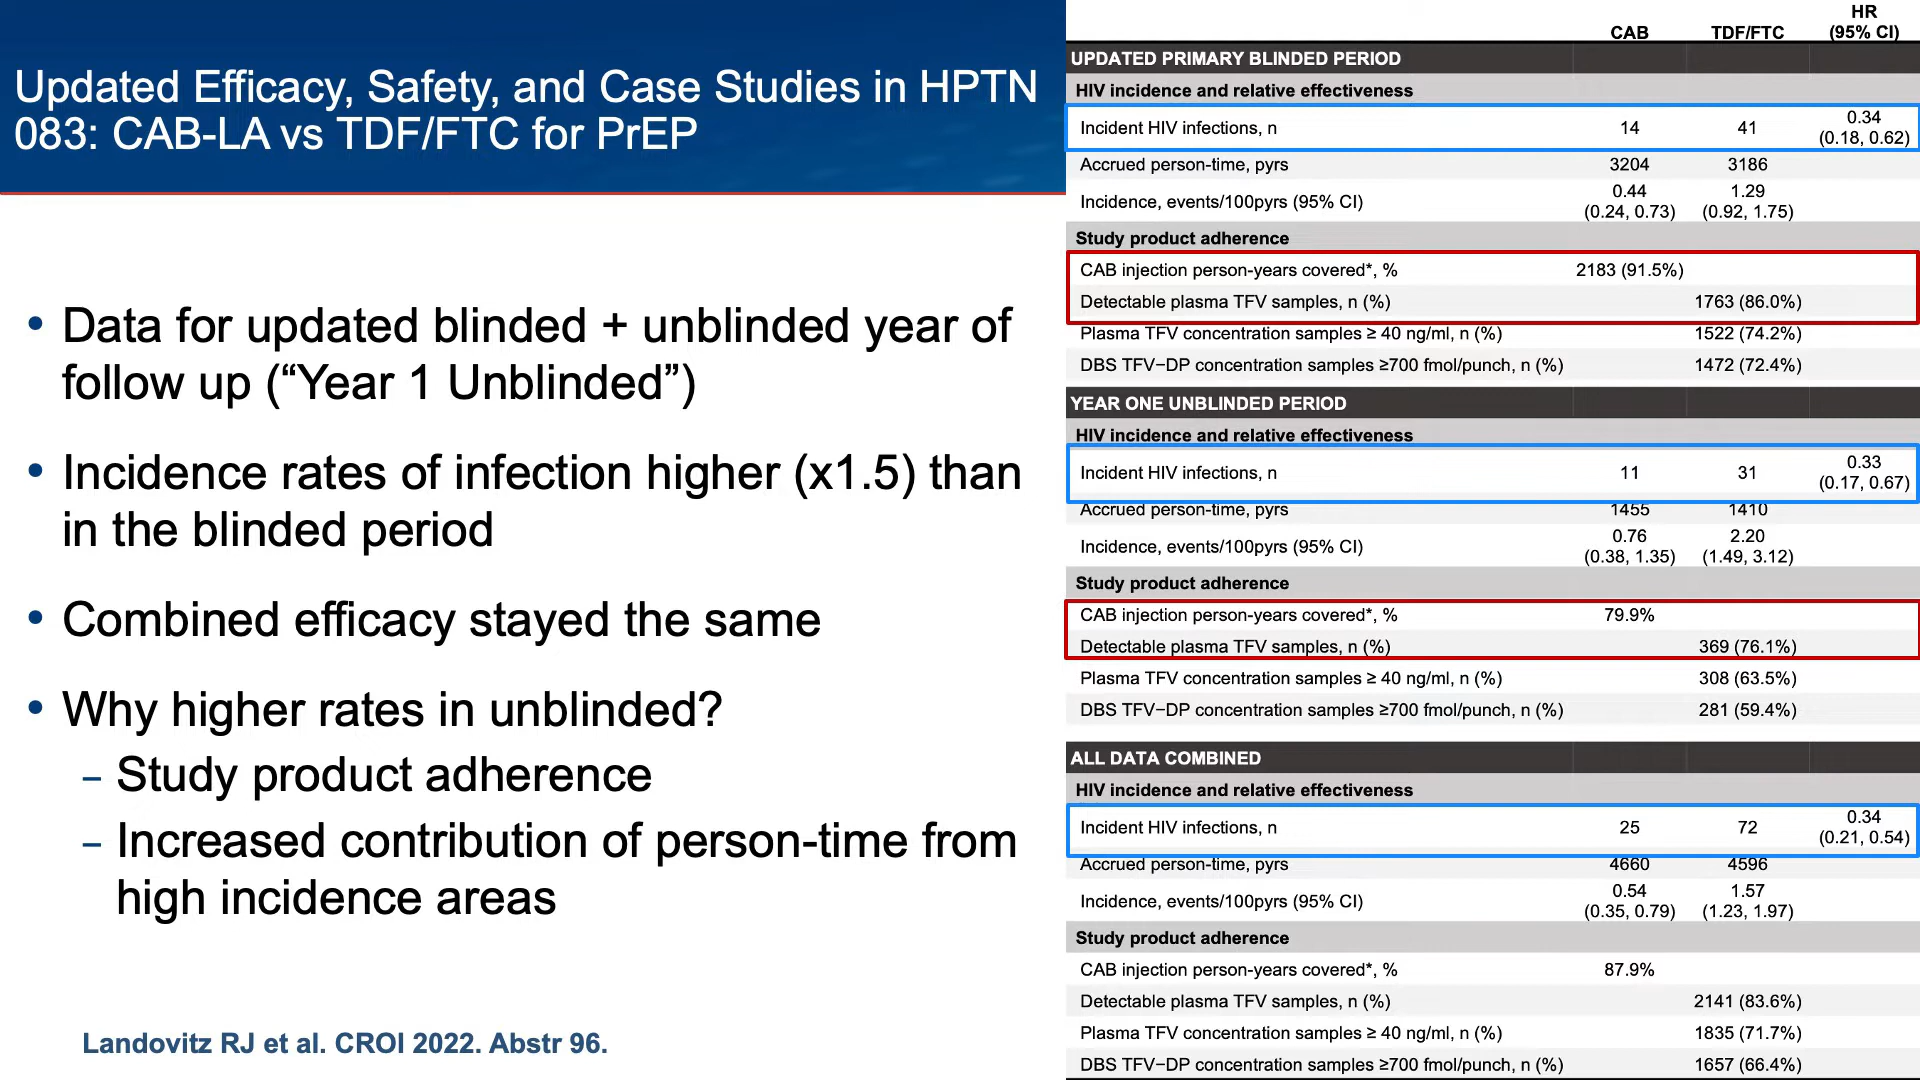 Updated Efficacy, Safety, and Case Studies in HPTN
083: CAB-LA vs TDF/FTC for PrEP
• Data for updated blinded + unblinded year of
follow up (“Year 1 Unblinded”)
• Incidence rates of infection higher (x1.5) than
in the blinded period
• Combined efficacy stayed the same
• Why higher rates in unblinded?
– Study product adherence
– Increased contribution of person-time from
high incidence areas
Landovitz RJ et al. CROI 2022. Abstr 96.
CAB TDF/FTC HR (95% CI)
UPDATED PRIMARY BLINDED PERIOD
HIV incidence and relative effectiveness
Incident HIV infections, n 14 41 0.34 (0.18, 0.62)
Accrued person-time, pyrs 3204 3186
Incidence, events/100pyrs (95% CI) 0.44 (0.24, 0.73) 1.29 (0.92, 1.75)
Study product adherence
CAB injection person-years covered*, % 2183 (91.5%)
Detectable plasma TFV samples, n (%) 1763 (86.0%)
Plasma TFV concentration samples ≥ 40 ng/ml, n (%) 1522 (74.2%)
DBS TFV−DP concentration samples ≥700 fmol/punch, n (%) 1472 (72.4%)
YEAR ONE UNBLINDED PERIOD
HIV incidence and relative effectiveness
Incident HIV infections, n 11 31 0.33 (0.17, 0.67)
Accrued person-time, pyrs 1455 1410
Incidence, events/100pyrs (95% CI) 0.76 (0.38, 1.35) 2.20 (1.49, 3.12)
Study product adherence
CAB injection person-years covered*, % 79.9%
Detectable plasma TFV samples, n (%) 369 (76.1%)
Plasma TFV concentration samples ≥ 40 ng/ml, n (%) 308 (63.5%)
DBS TFV−DP concentration samples ≥700 fmol/punch, n (%) 281 (59.4%)
ALL DATA COMBINED
HIV incidence and relative effectiveness
Incident HIV infections, n 25 72 0.34 (0.21, 0.54)
Accrued person-time, pyrs 4660 4596
Incidence, events/100pyrs (95% CI) 0.54 (0.35, 0.79) 1.57 (1.23, 1.97)
Study product adherence
CAB injection person-years covered*, % 87.9%
Detectable plasma TFV samples, n (%) 2141 (83.6%)
Plasma TFV concentration samples ≥ 40 ng/ml, n (%) 1835 (71.7%)
DBS TFV−DP concentration samples ≥700 fmol/punch, n (%) 1657 (66.4%)